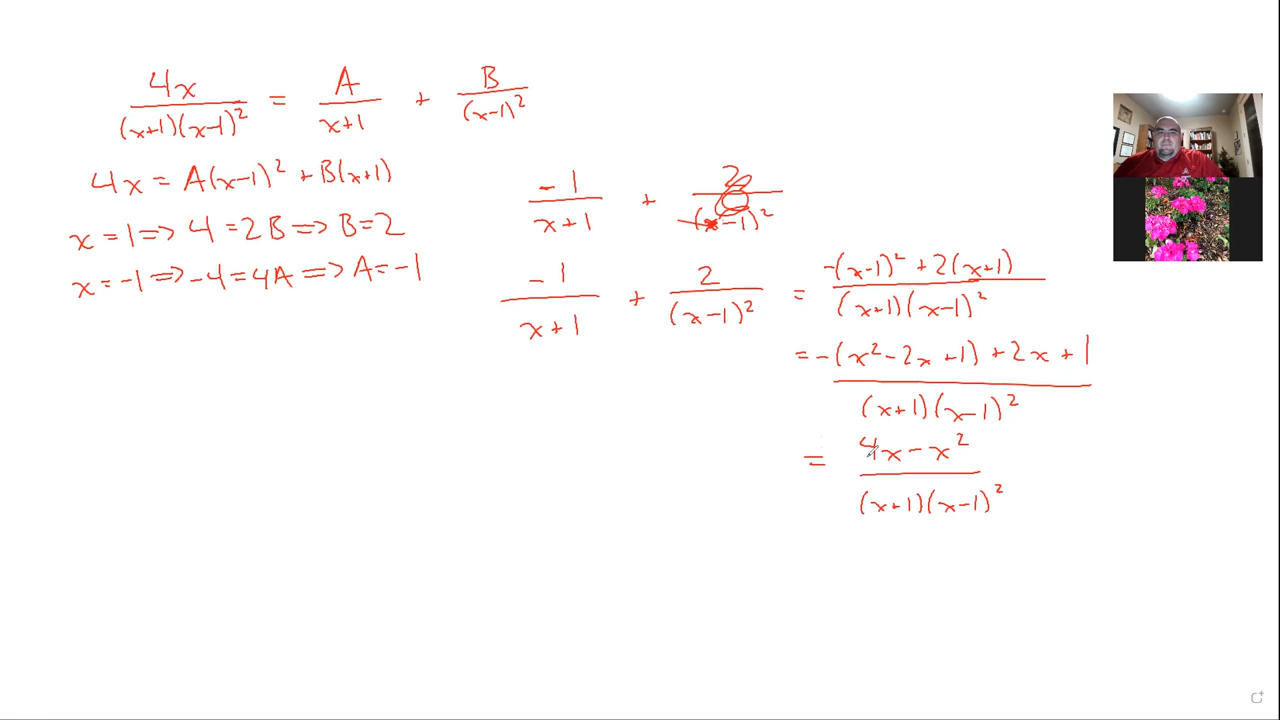 4x/((x+1)(x-1)²) = A/(x+1) + B/(x-1)²
4x = A(x-1)² + B(x+1)
x = 1 => 4 = 2B => B = 2
x = -1 => -4 = 4A => A = -1
-1/(x+1) + 2/(x-1)²
-1/(x+1) + 2/(x-1)² = (-(x-1)² + 2(x+1))/((x+1)(x-1)²)
= (-(x² - 2x + 1) + 2x + 1)/((x+1)(x-1)²)
= (4x - x²)/((x+1)(x-1)²)